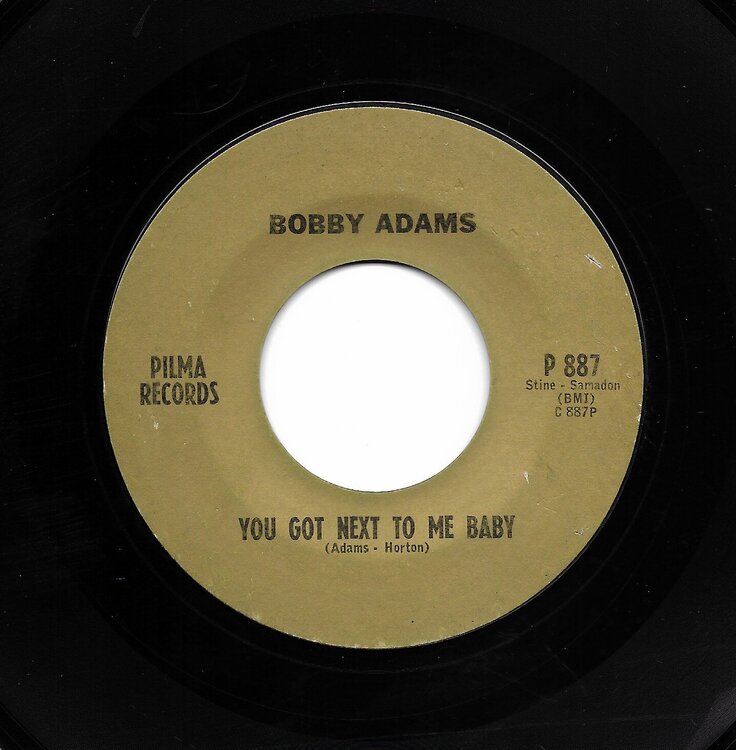 BOBBY ADAMS
PILMA
RECORDS
P 887
Stine - Samadon
(BMI)
C 887P
YOU GOT NEXT TO ME BABY
(Adams - Horton)